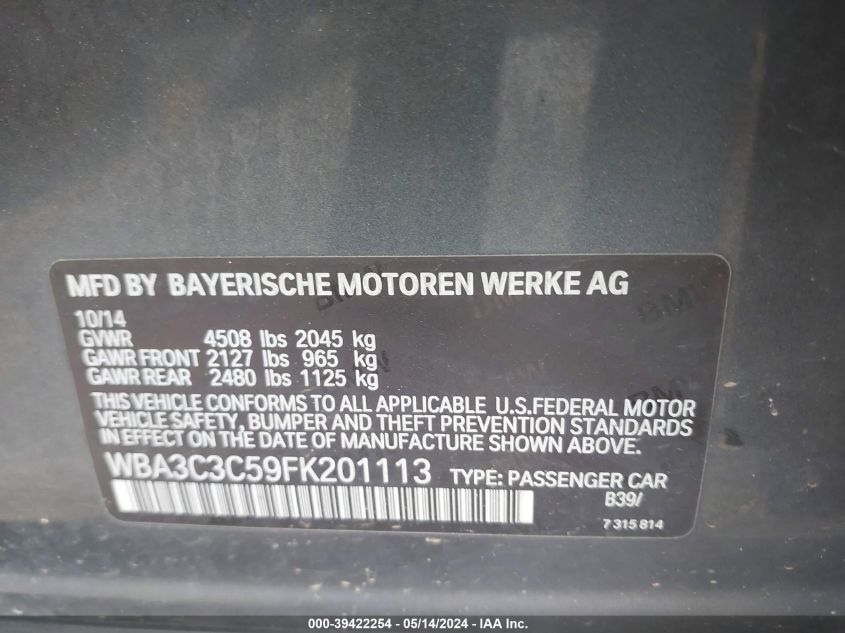 MFD BY BAYERISCHE MOTOREN WERKE AG
10/14
GVWR 4508 lbs 2045 kg
GAWR FRONT 2127 lbs 965 kg
GAWR REAR 2480 lbs 1125 kg
THIS VEHICLE CONFORMS TO ALL APPLICABLE U.S.FEDERAL MOTOR
VEHICLE SAFETY, BUMPER AND THEFT PREVENTION STANDARDS
IN EFFECT ON THE DATE OF MANUFACTURE SHOWN ABOVE.
WBA3C3C59FK201113 TYPE: PASSENGER CAR
B39/
7 315 814
000-39422254 - 05/14/2024 - IAA Inc.